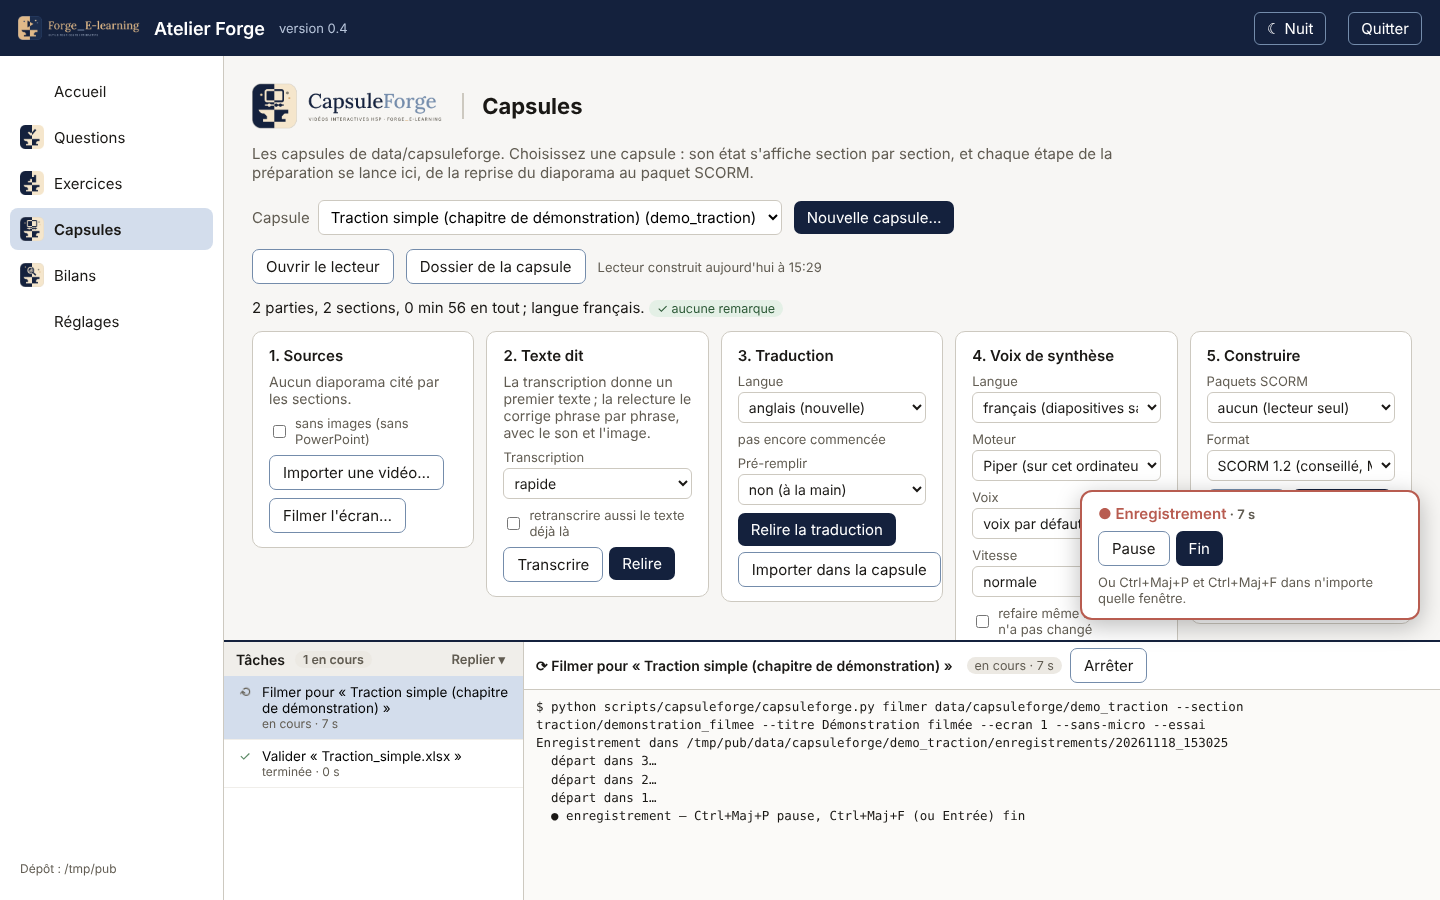 Forge_E-learning
Atelier Forge
version 0.4
☾ Nuit
Quitter
Accueil
Questions
Exercices
Capsules
Bilans
Réglages
Dépôt : /tmp/pub
CapsuleForge
VIDÉOS INTERACTIVES H5P · FORGE_E-LEARNING
Capsules
Les capsules de data/capsuleforge. Choisissez une capsule : son état s'affiche section par section, et chaque étape de la
préparation se lance ici, de la reprise du diaporama au paquet SCORM.
Capsule
Traction simple (chapitre de démonstration) (demo_traction)
Nouvelle capsule...
Ouvrir le lecteur
Dossier de la capsule
Lecteur construit aujourd'hui à 15:29
2 parties, 2 sections, 0 min 56 en tout ; langue français.
✓ aucune remarque
1. Sources
Aucun diaporama cité par
les sections.
sans images (sans
PowerPoint)
Importer une vidéo...
Filmer l'écran...
2. Texte dit
La transcription donne un
premier texte ; la relecture le
corrige phrase par phrase,
avec le son et l'image.
Transcription
rapide
retranscrire aussi le texte
déjà là
Transcrire
Relire
3. Traduction
Langue
anglais (nouvelle)
pas encore commencée
Pré-remplir
non (à la main)
Relire la traduction
Importer dans la capsule
4. Voix de synthèse
Langue
français (diapositives sa
Moteur
Piper (sur cet ordinateu
Voix
voix par défaut
Vitesse
normale
refaire même
n'a pas changé
5. Construire
Paquets SCORM
aucun (lecteur seul)
Format
SCORM 1.2 (conseillé, M
● Enregistrement · 7 s
Pause
Fin
Ou Ctrl+Maj+P et Ctrl+Maj+F dans n'importe
quelle fenêtre.
Tâches
1 en cours
Replier ▾
⟳ Filmer pour « Traction simple (chapitre
de démonstration) »
en cours · 7 s
✓ Valider « Traction_simple.xlsx »
terminée · 0 s
⟳ Filmer pour « Traction simple (chapitre de démonstration) »
en cours · 7 s
Arrêter
$ python scripts/capsuleforge/capsuleforge.py filmer data/capsuleforge/demo_traction --section
traction/demonstration_filmee --titre Démonstration filmée --ecran 1 --sans-micro --essai
Enregistrement dans /tmp/pub/data/capsuleforge/demo_traction/enregistrements/20261118_153025
départ dans 3…
départ dans 2…
départ dans 1…
● enregistrement — Ctrl+Maj+P pause, Ctrl+Maj+F (ou Entrée) fin